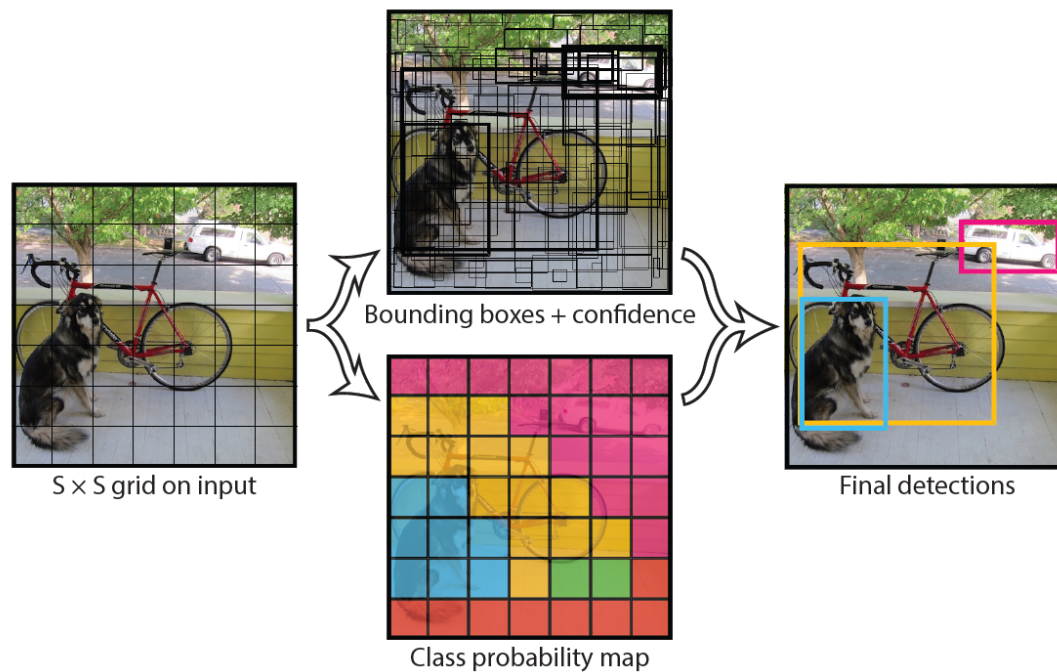 Bounding boxes + confidence
S × S grid on input
Final detections
Class probability map